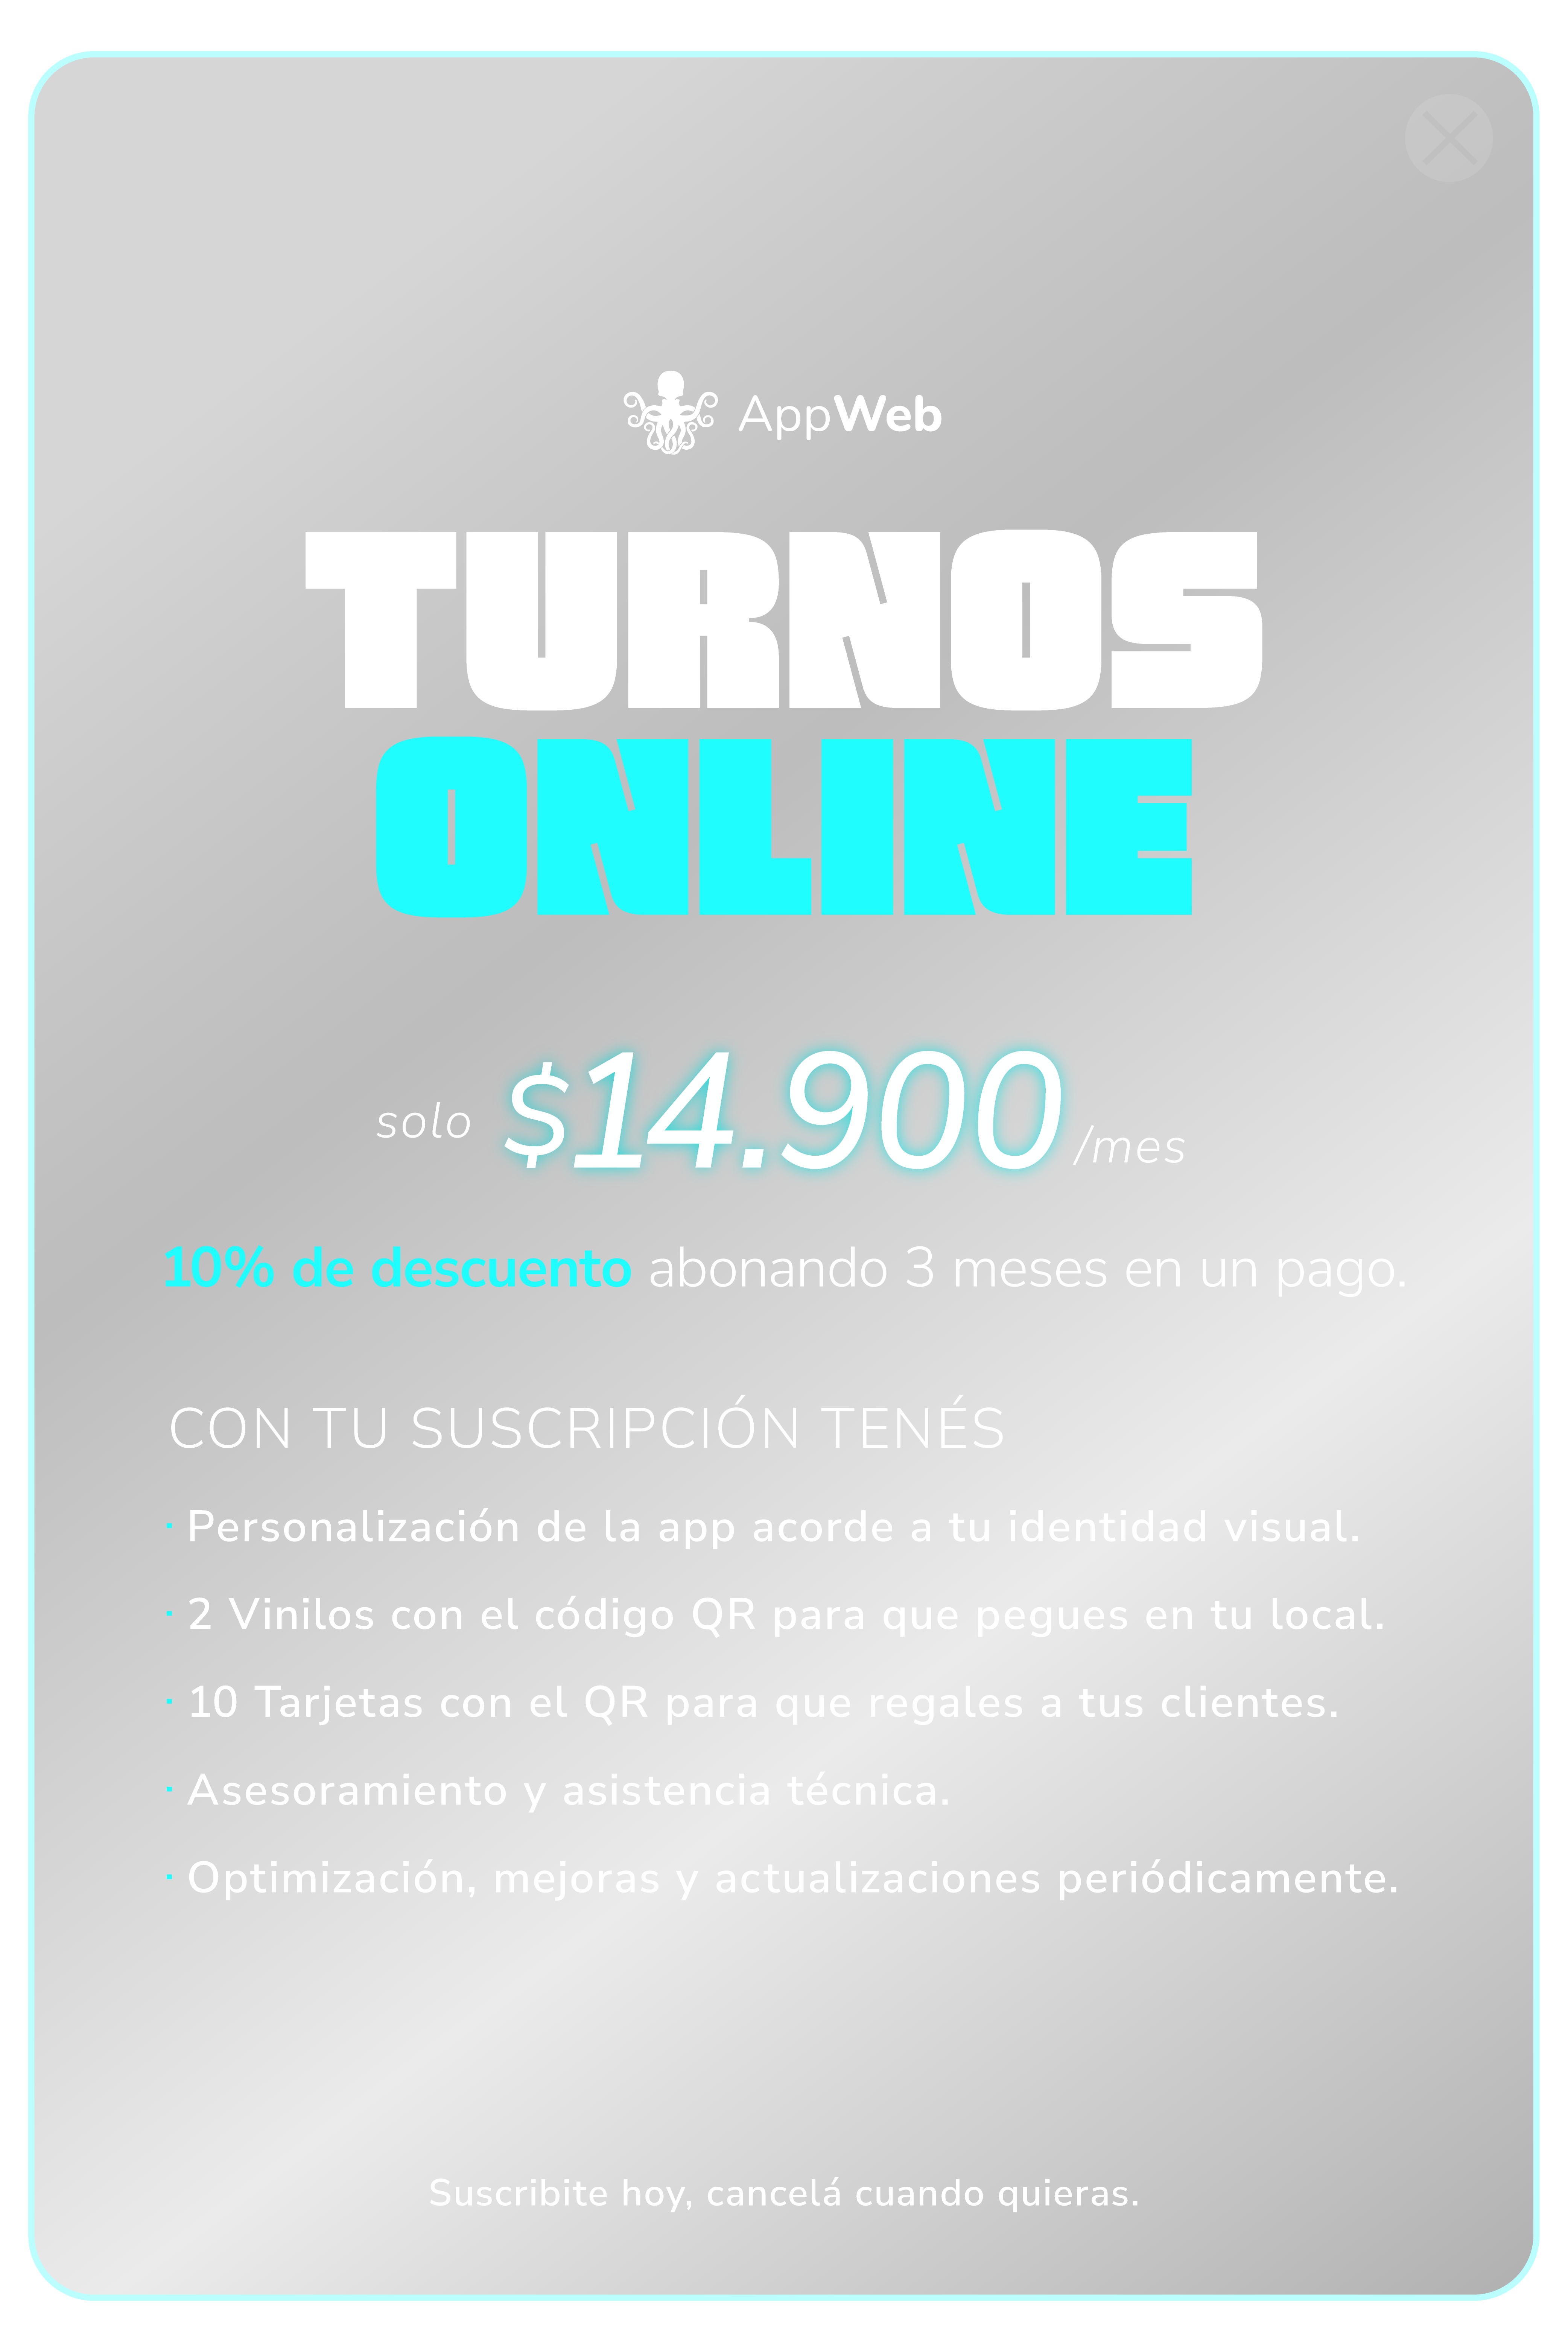 AppWeb
TURNOS
ONLINE
solo $14.900 /mes
10% de descuento abonando 3 meses en un pago.
CON TU SUSCRIPCIÓN TENÉS
· Personalización de la app acorde a tu identidad visual.
· 2 Vinilos con el código QR para que pegues en tu local.
· 10 Tarjetas con el QR para que regales a tus clientes.
· Asesoramiento y asistencia técnica.
· Optimización, mejoras y actualizaciones periódicamente.
Suscribite hoy, cancelá cuando quieras.